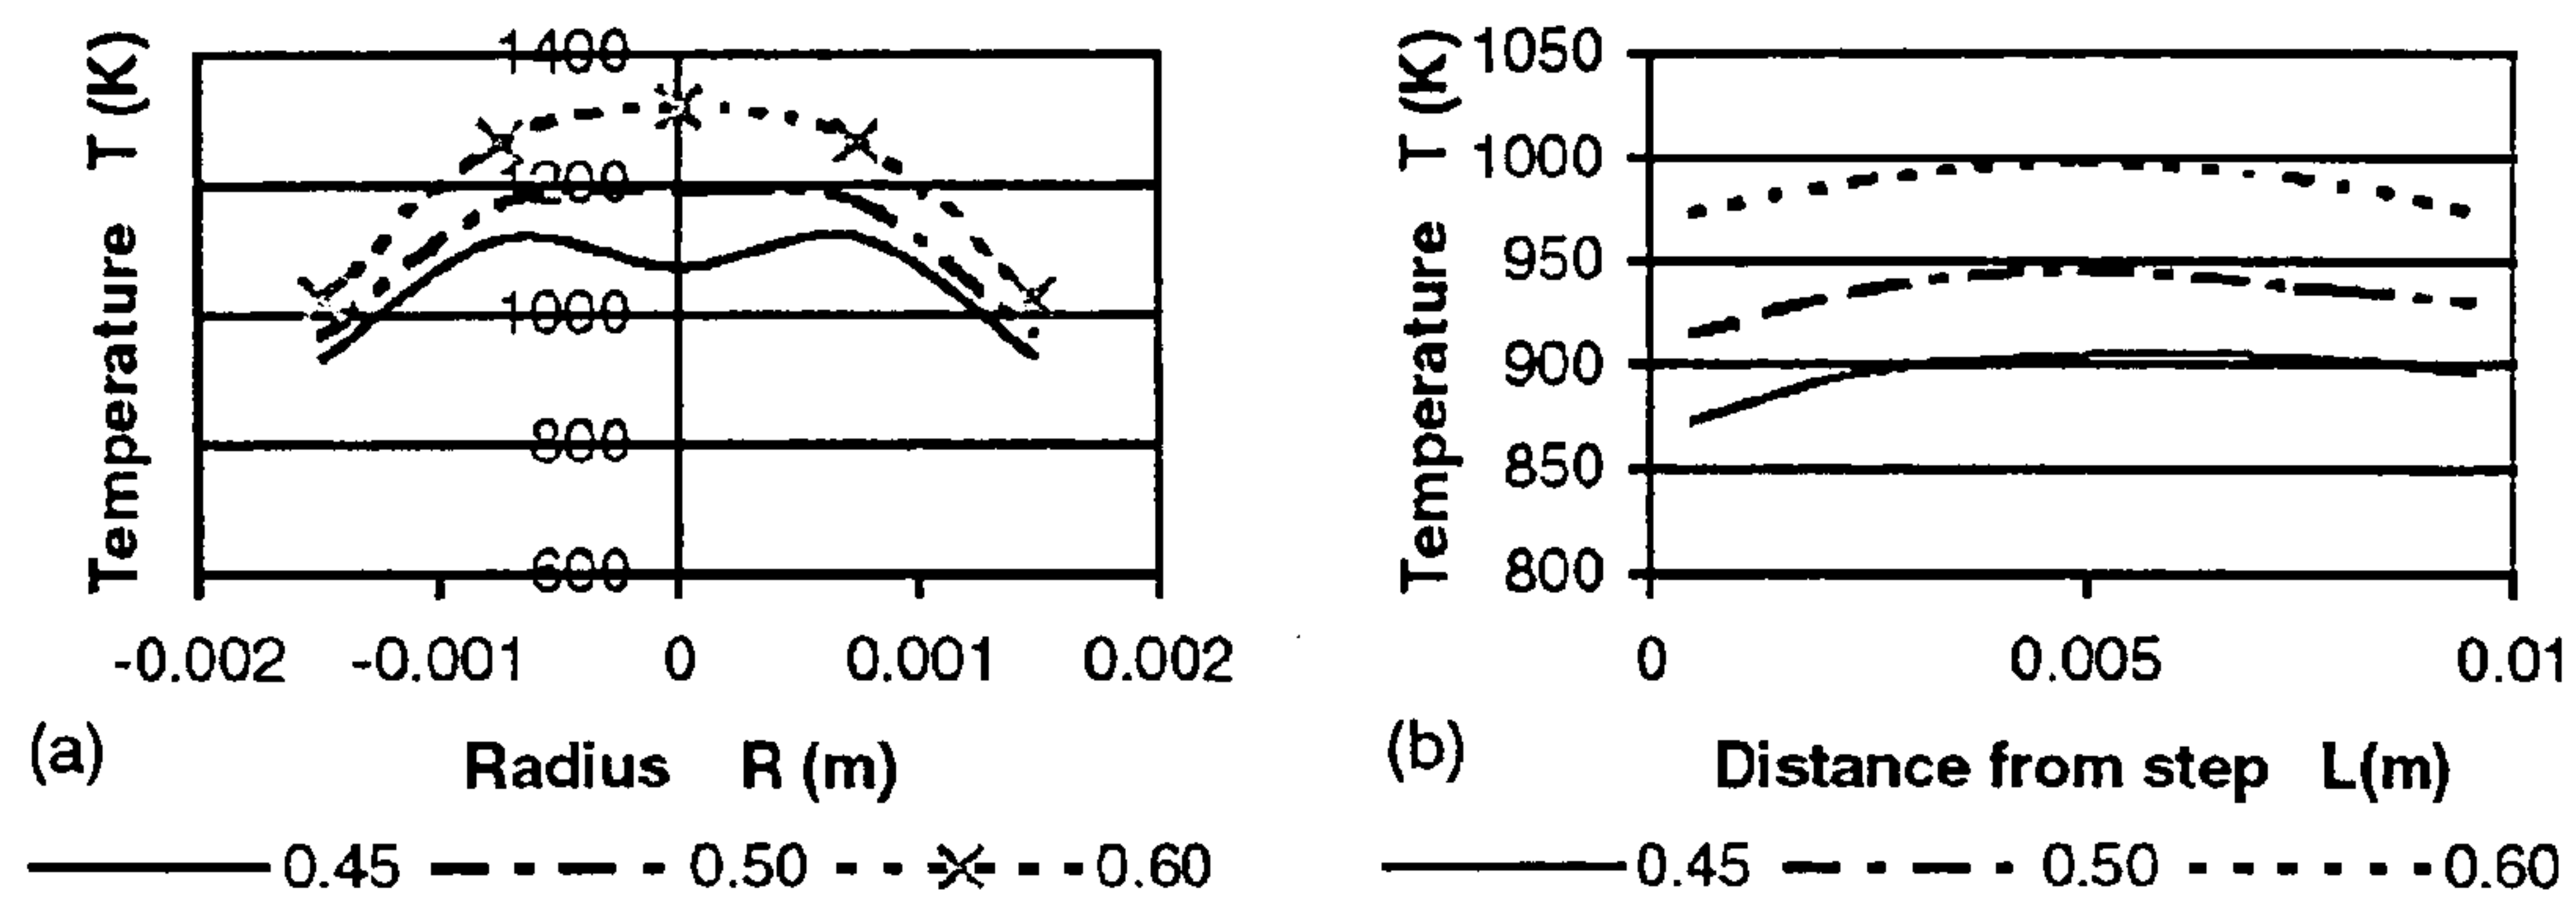 Temperature T (K)
1400
1200
1000
800
600
-0.002 -0.001 0 0.001 0.002
(a) Radius R (m)
0.45 0.50 0.60
Temperature T (K)
1050
1000
950
900
850
800
0 0.005 0.01
(b) Distance from step L(m)
0.45 0.50 0.60